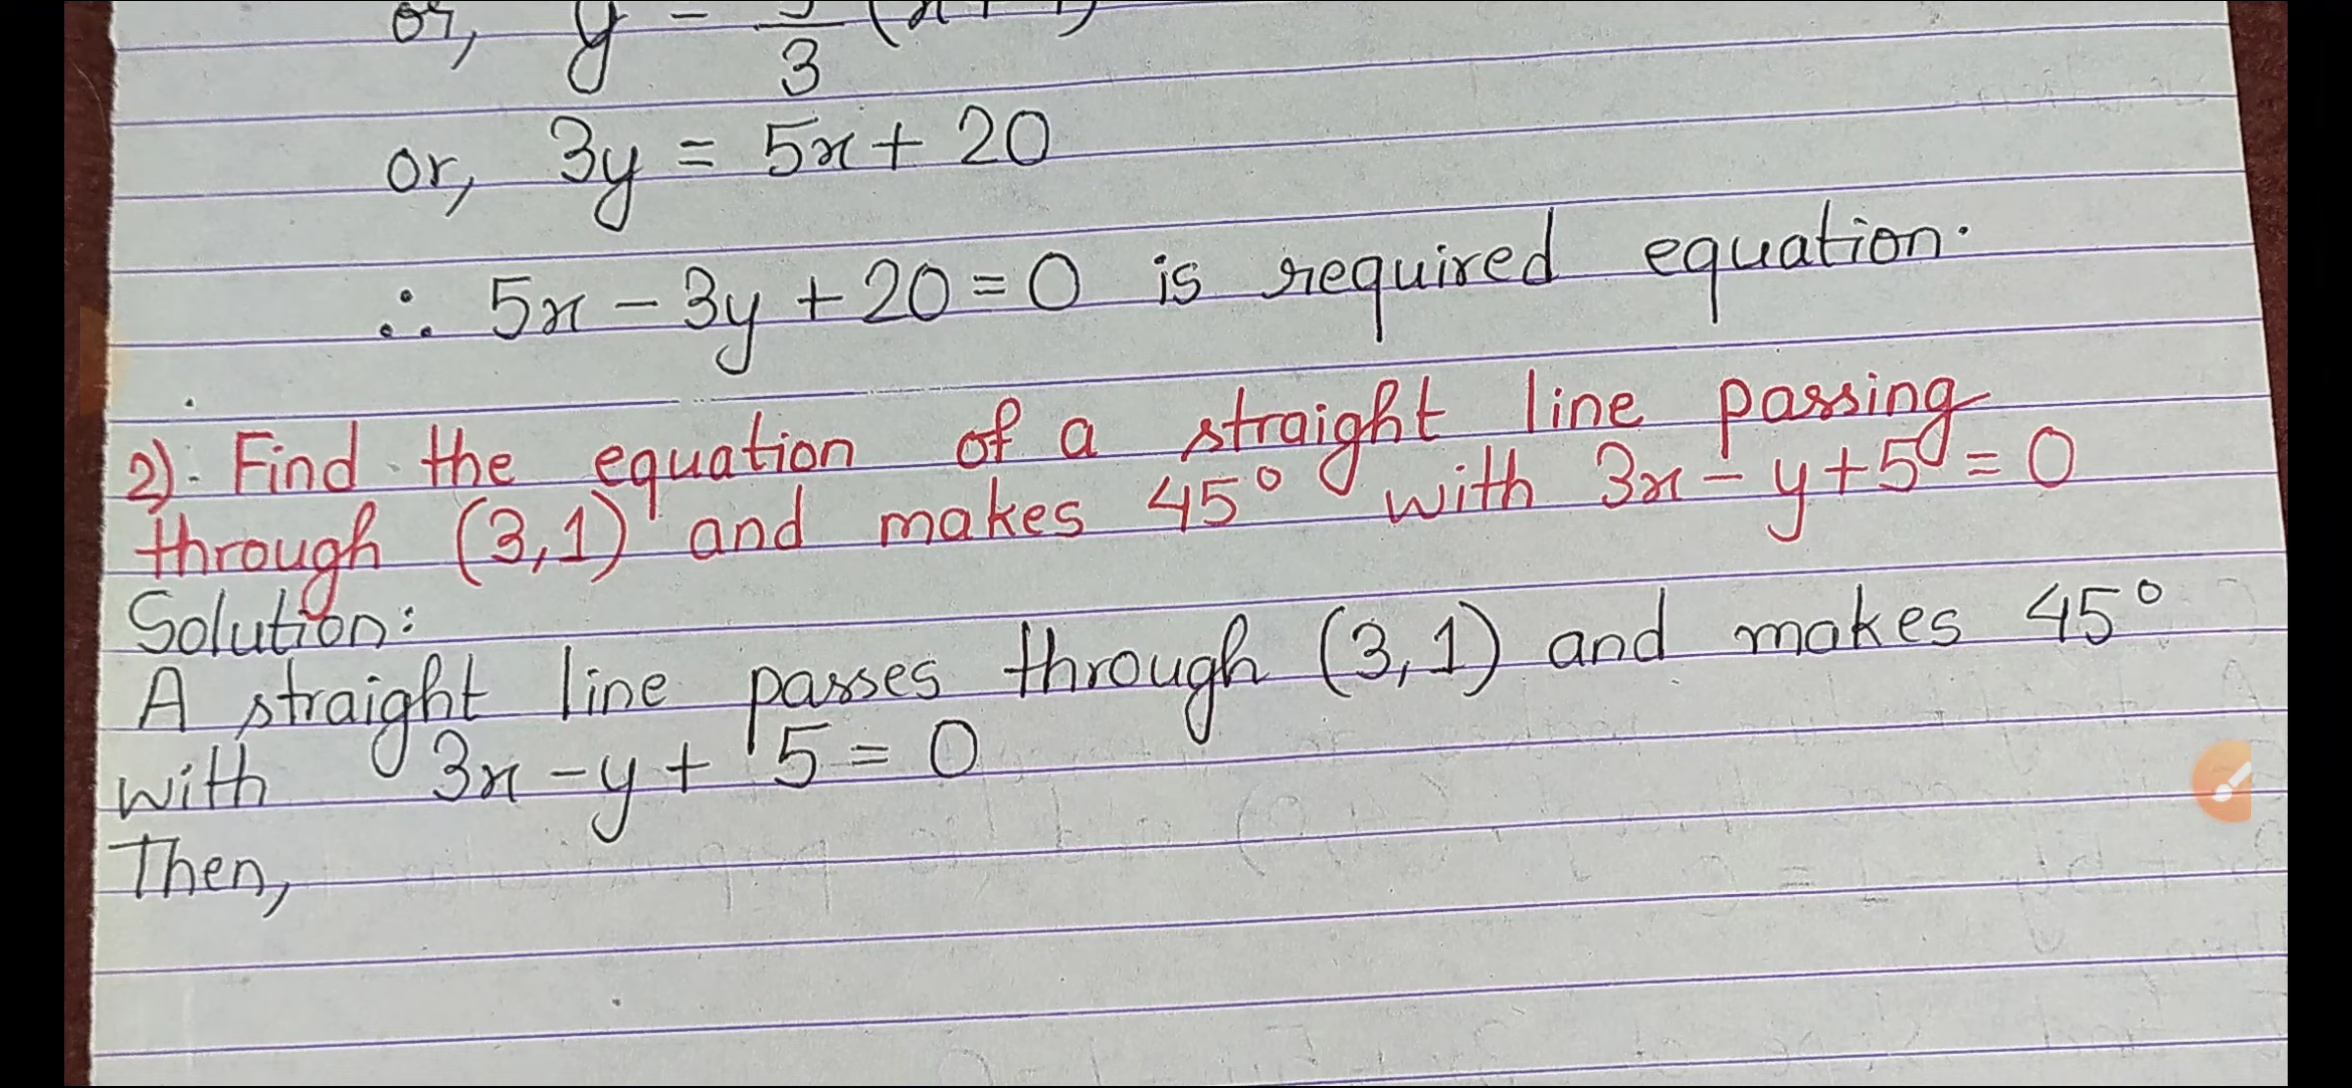 or, y = 3 (x+
or, 3y = 5x + 20
∴ 5x - 3y + 20 = 0 is required equation.
2). Find the equation of a straight line passing
through (3,1) and makes 45° with 3x - y + 5 = 0
Solution:
A straight line passes through (3,1) and makes 45°
with 3x - y + 5 = 0
Then,